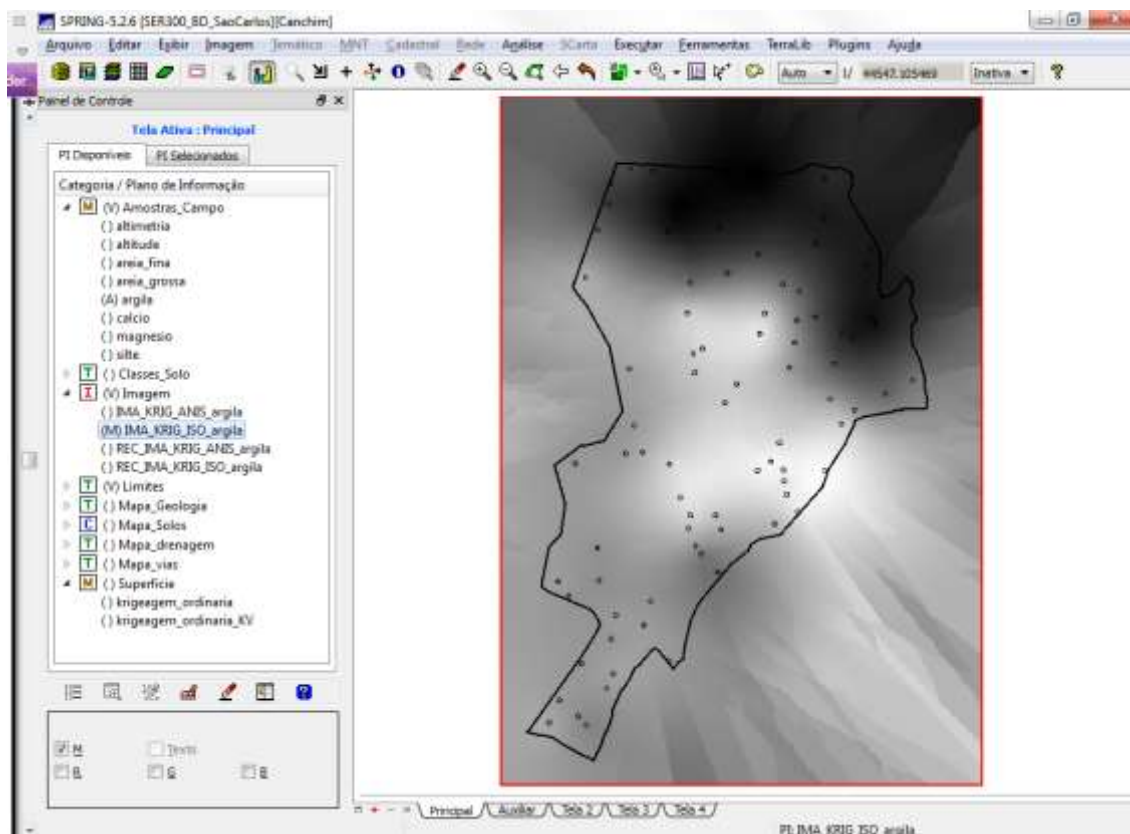 SPRING-5.2.6 [SER300_BD_SaoCarlos][Canchim]
Arquivo Editar Exibir Imagem Temático MNT Cadastral Rede Análise SCarta Executar Ferramentas TerraLib Plugins Ajuda
Auto 1/ 44547.105469 Inativa
Painel de Controle
Tela Ativa : Principal
PI Disponíveis PI Selecionados
Categoria / Plano de Informação
M (V) Amostras_Campo
() altimetria
() altitude
() areia_fina
() areia_grossa
(A) argila
() calcio
() magnesio
() silte
T () Classes_Solo
I (V) Imagem
() IMA_KRIG_ANIS_argila
(M) IMA_KRIG_ISO_argila
() REC_IMA_KRIG_ANIS_argila
() REC_IMA_KRIG_ISO_argila
T (V) Limites
T () Mapa_Geologia
C () Mapa_Solos
T () Mapa_drenagem
T () Mapa_vias
M () Superficie
() krigeagem_ordinaria
() krigeagem_ordinaria_KV
M Texto
R G B
Principal Auxiliar Tela 2 Tela 3 Tela 4
PI: IMA_KRIG_ISO_argila